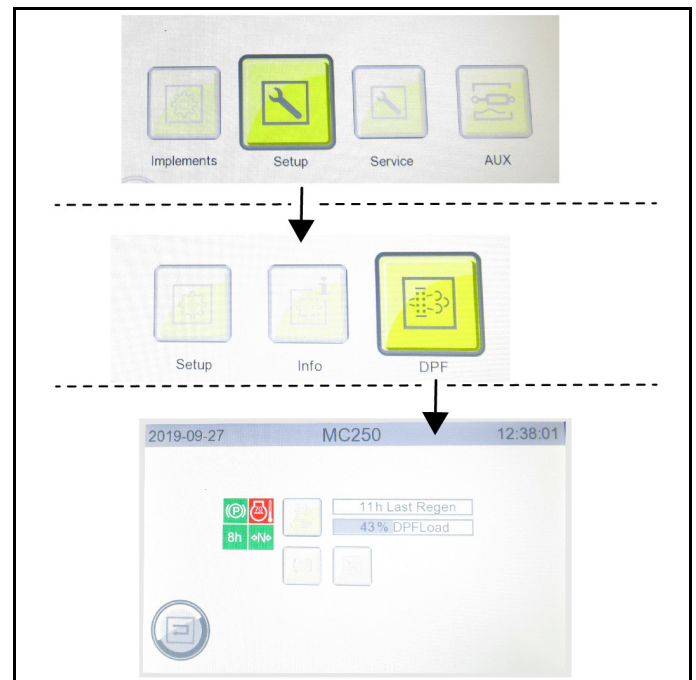 Implements Setup Service AUX
Setup Info DPF
2019-09-27 MC250 12:38:01
11h Last Regen
43% DPFLoad
8h N